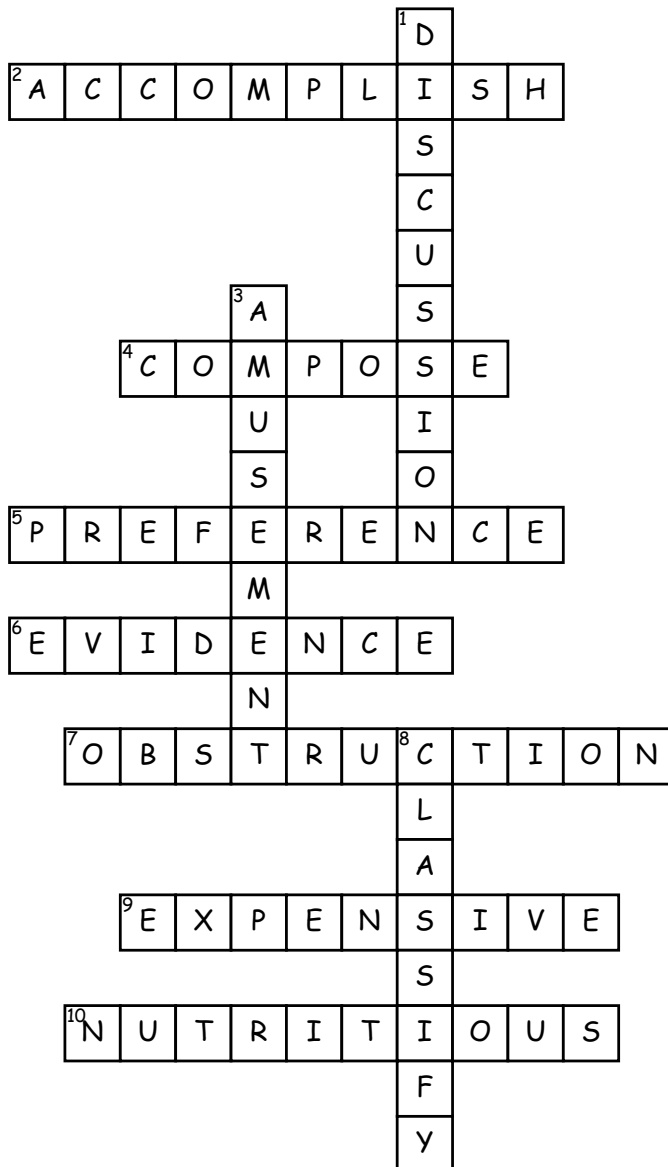 1 D
2 A C C O M P L I S H
S
C
U
3 A S
4 C O M P O S E
U I
S O
5 P R E F E R E N C E
M
6 E V I D E N C E
N
7 O B S T R U 8 C T I O N
L
A
9 E X P E N S I V E
S
10 N U T R I T I O U S
F
Y